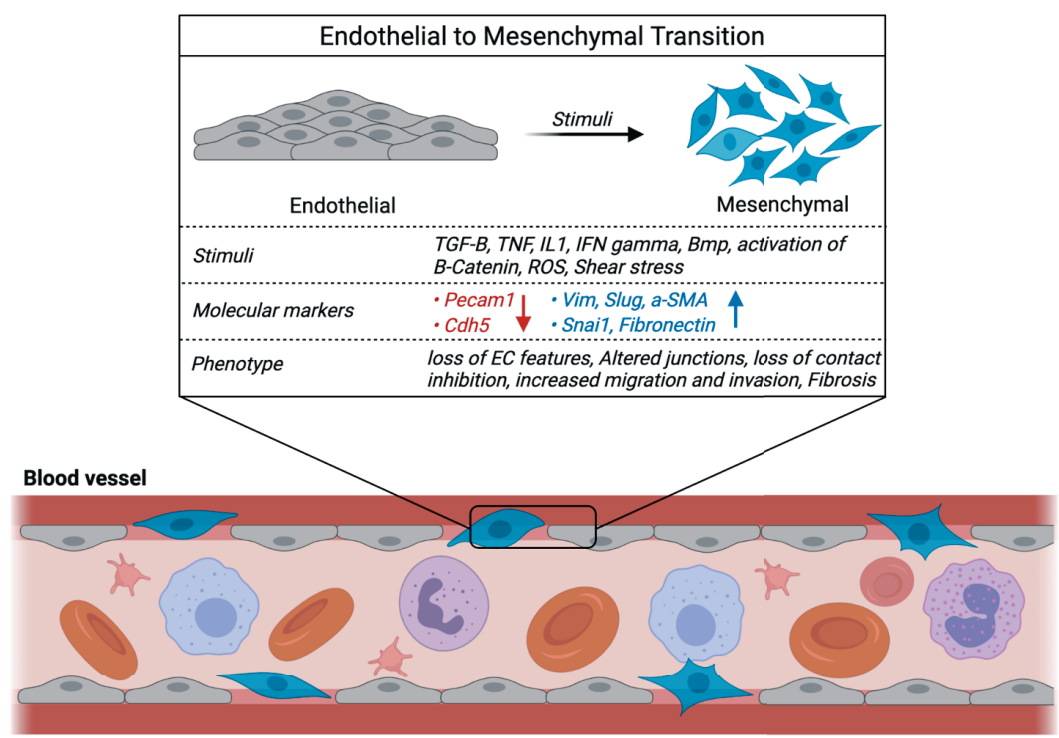 Endothelial to Mesenchymal Transition
Stimuli
Endothelial
Mesenchymal
Stimuli
TGF-B, TNF, IL1, IFN gamma, Bmp, activation of
B-Catenin, ROS, Shear stress
Molecular markers
• Pecam1
• Cdh5
• Vim, Slug, a-SMA
• Snai1, Fibronectin
Phenotype
loss of EC features, Altered junctions, loss of contact
inhibition, increased migration and invasion, Fibrosis
Blood vessel